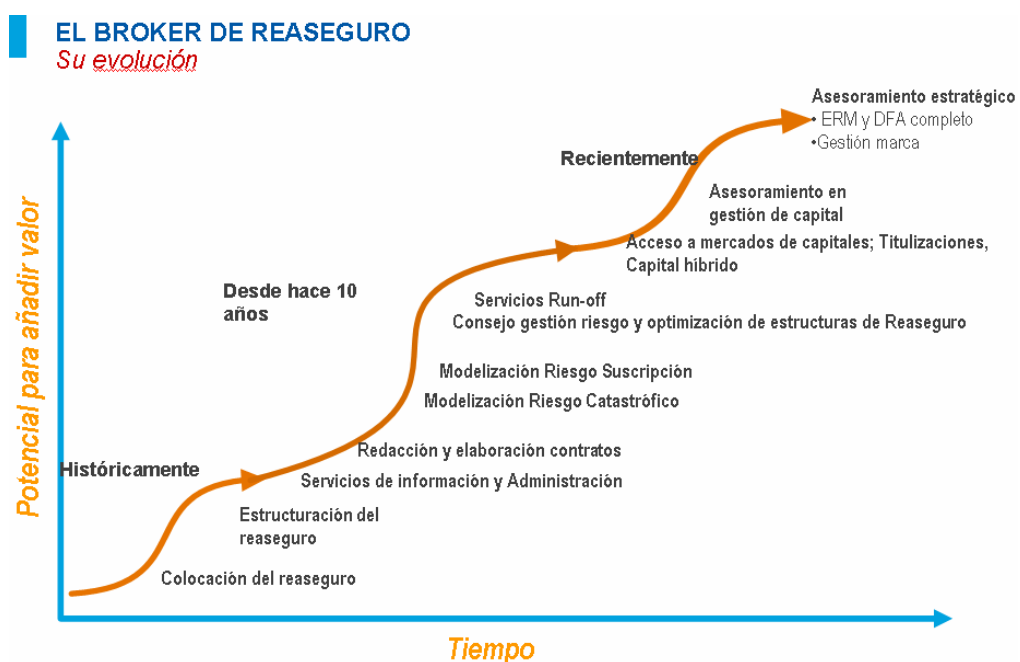 EL BROKER DE REASEGURO
Su evolución
Asesoramiento estratégico
• ERM y DFA completo
•Gestión marca
Recientemente
Asesoramiento en
gestión de capital
Acceso a mercados de capitales; Titulizaciones,
Capital híbrido
Desde hace 10
años
Servicios Run-off
Consejo gestión riesgo y optimización de estructuras de Reaseguro
Modelización Riesgo Suscripción
Modelización Riesgo Catastrófico
Redacción y elaboración contratos
Históricamente
Servicios de información y Administración
Estructuración del
reaseguro
Colocación del reaseguro
Potencial para añadir valor
Tiempo